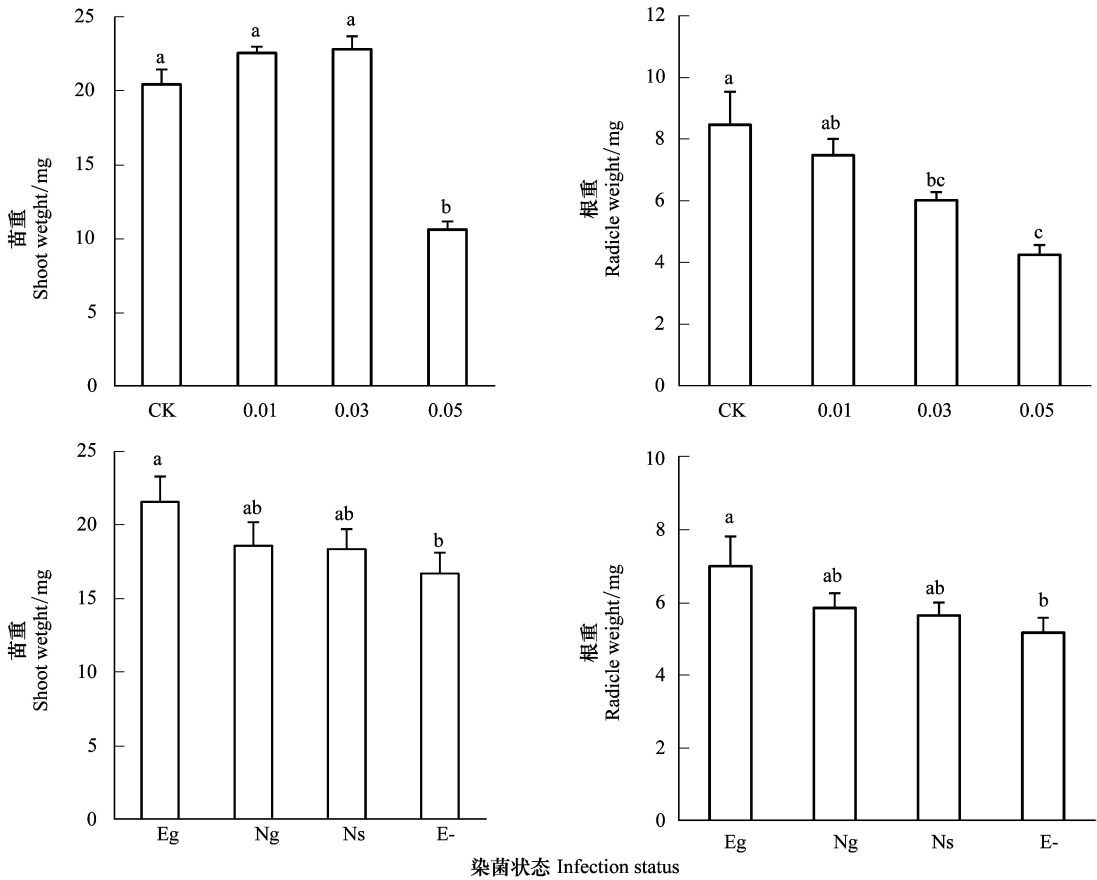 苗重
Shoot wetght/mg
25
20
15
10
5
0
a
a
a
b
CK 0.01 0.03 0.05
根重
Radicle weight/mg
12
10
8
6
4
2
0
a
ab
bc
c
CK 0.01 0.03 0.05
苗重
Shoot wetght/mg
25
20
15
10
5
0
a
ab
ab
b
Eg Ng Ns E-
根重
Radicle weight/mg
10
8
6
4
2
0
a
ab
ab
b
Eg Ng Ns E-
染菌状态 Infection status